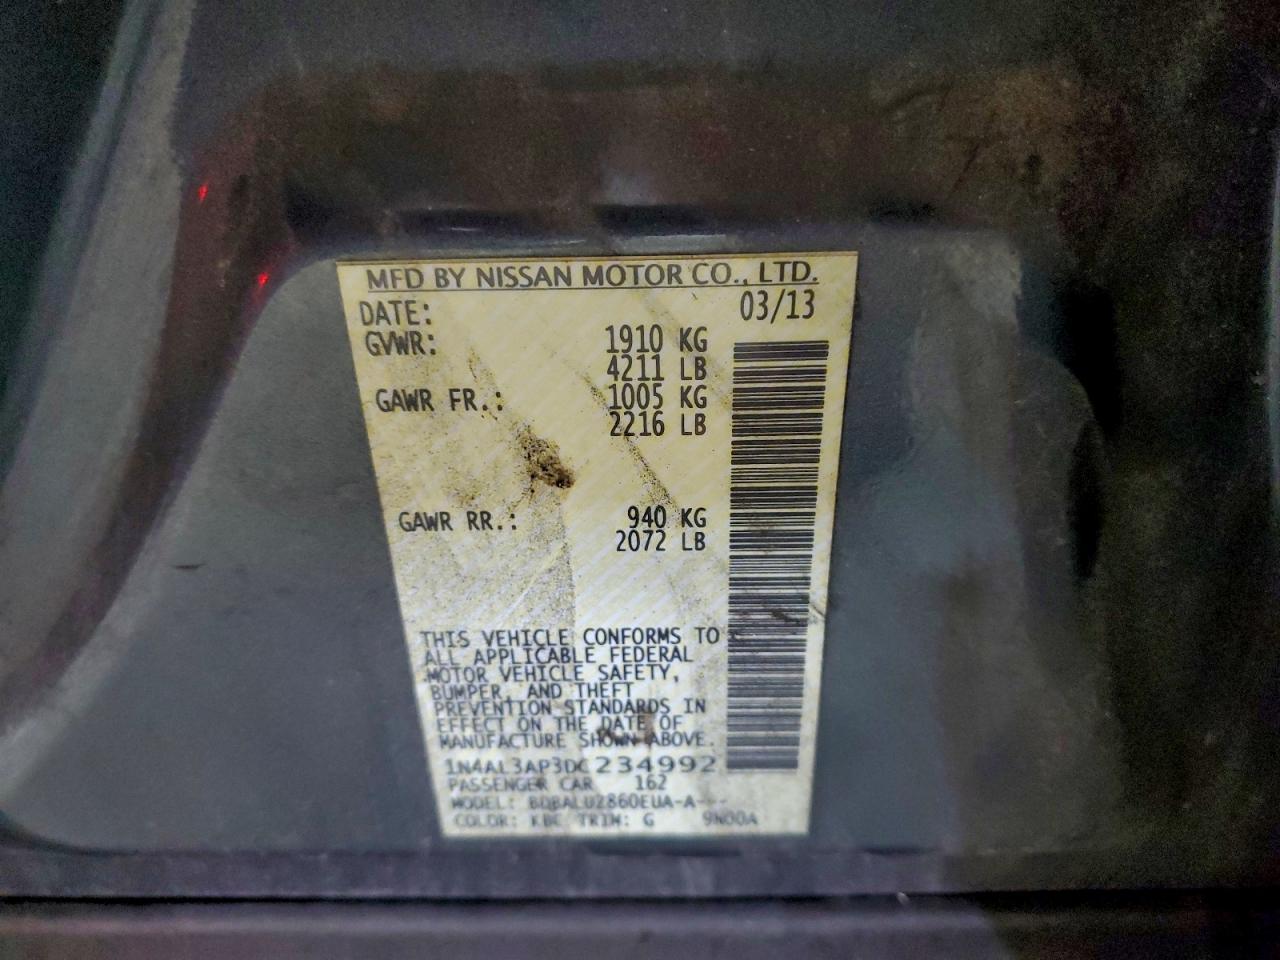 MFD BY NISSAN MOTOR CO., LTD.
DATE: 03/13
GVWR: 1910 KG
4211 LB
GAWR FR.: 1005 KG
2216 LB
GAWR RR.: 940 KG
2072 LB
THIS VEHICLE CONFORMS TO
ALL APPLICABLE FEDERAL
MOTOR VEHICLE SAFETY,
BUMPER, AND THEFT
PREVENTION STANDARDS IN
EFFECT ON THE DATE OF
MANUFACTURE SHOWN ABOVE.
1N4AL3AP3DC234992
PASSENGER CAR 162
MODEL: BDBALU2860EUA-A---
COLOR: KBC TRIM: G 9N00A